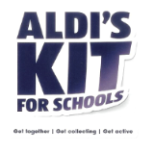 ALDI'S
KIT
FOR SCHOOLS
Get together | Get collecting | Get active